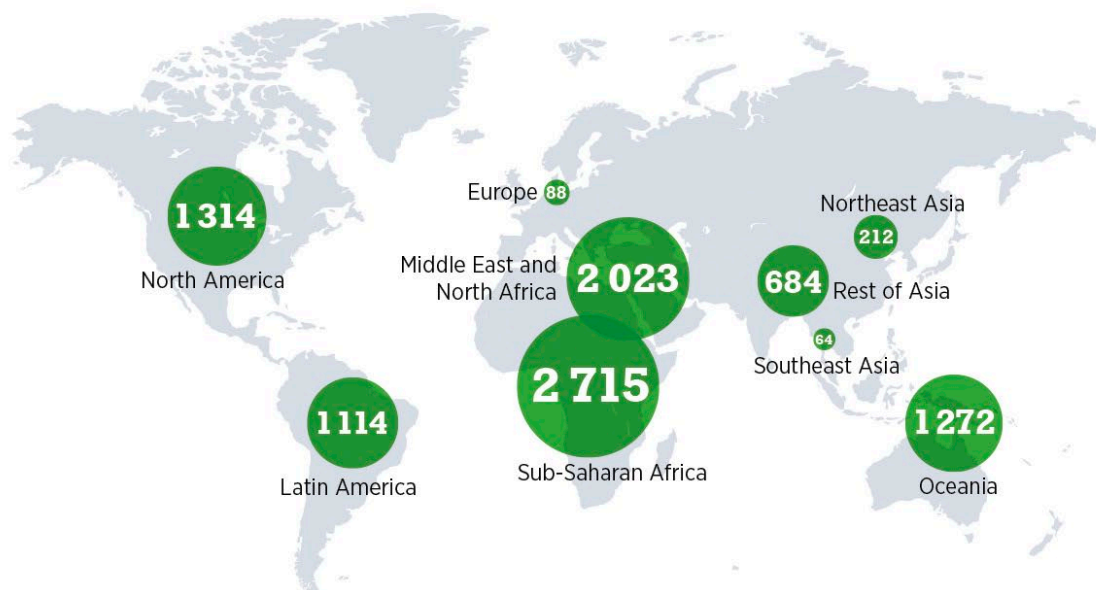 1 314
North America
Europe
88
Northeast Asia
212
Middle East and
North Africa
2 023
684
Rest of Asia
64
Southeast Asia
2 715
Sub-Saharan Africa
1 114
Latin America
1 272
Oceania